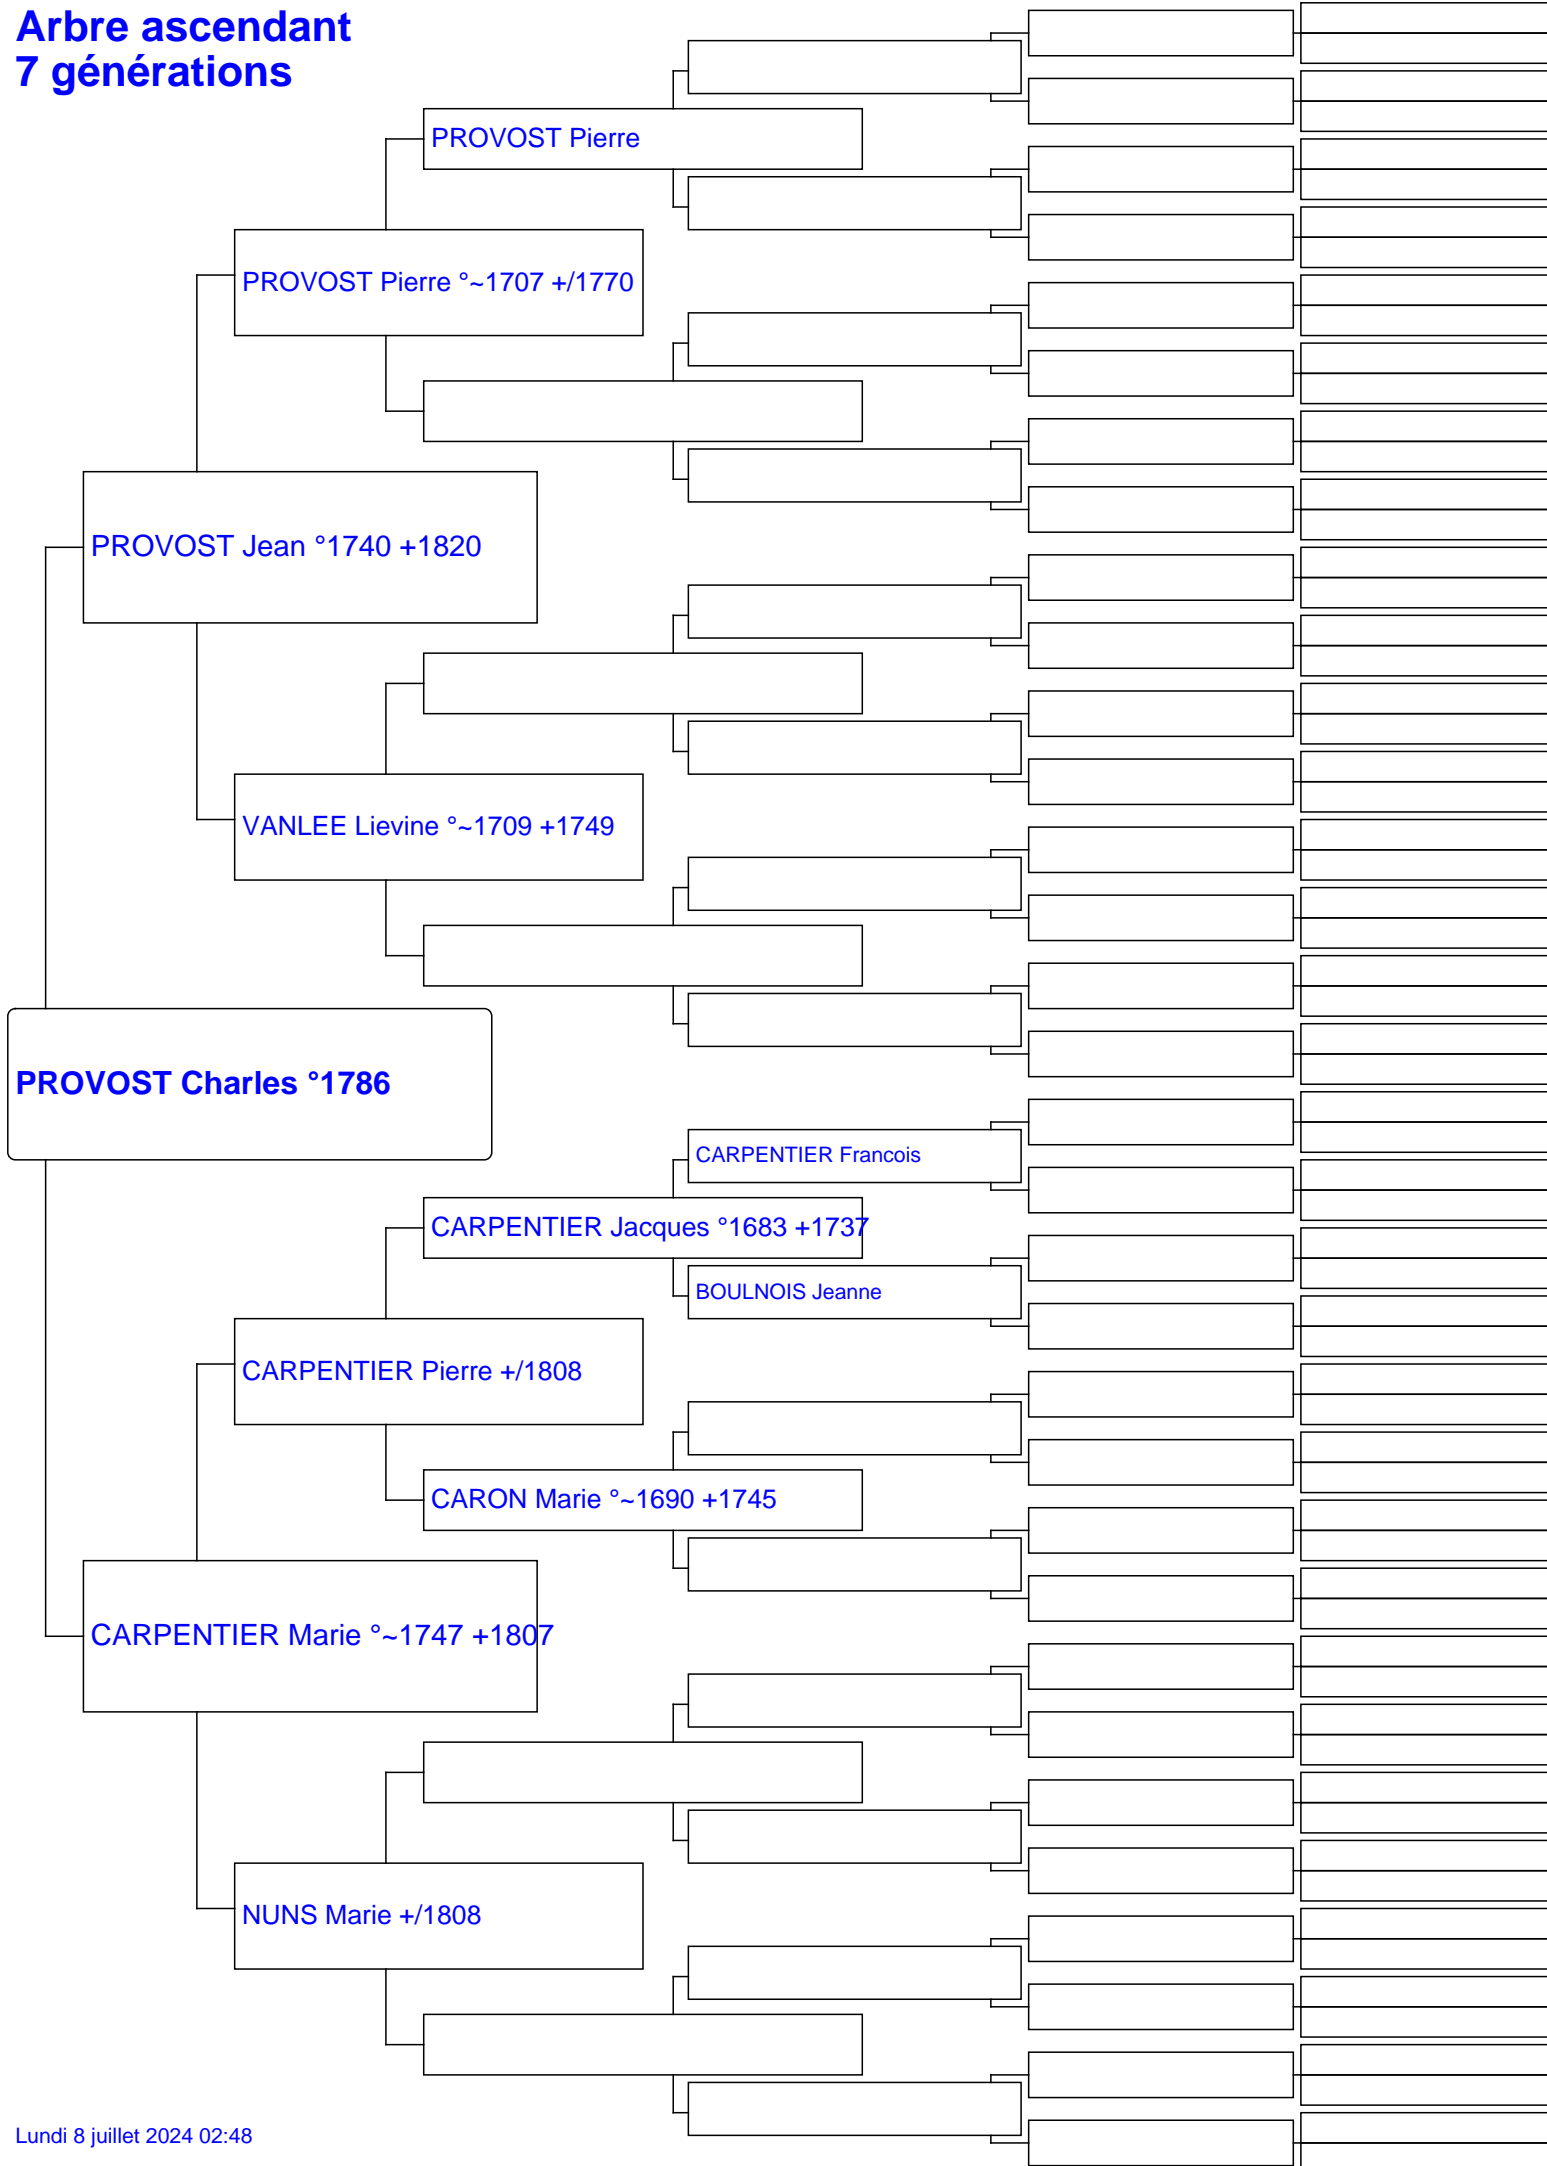 Arbre ascendant
7 générations
PROVOST Pierre
PROVOST Pierre °~1707 +/1770
PROVOST Jean °1740 +1820
VANLEE Lievine °~1709 +1749
PROVOST Charles °1786
CARPENTIER Francois
CARPENTIER Jacques °1683 +1737
BOULNOIS Jeanne
CARPENTIER Pierre +/1808
CARON Marie °~1690 +1745
CARPENTIER Marie °~1747 +1807
NUNS Marie +/1808
Lundi 8 juillet 2024 02:48